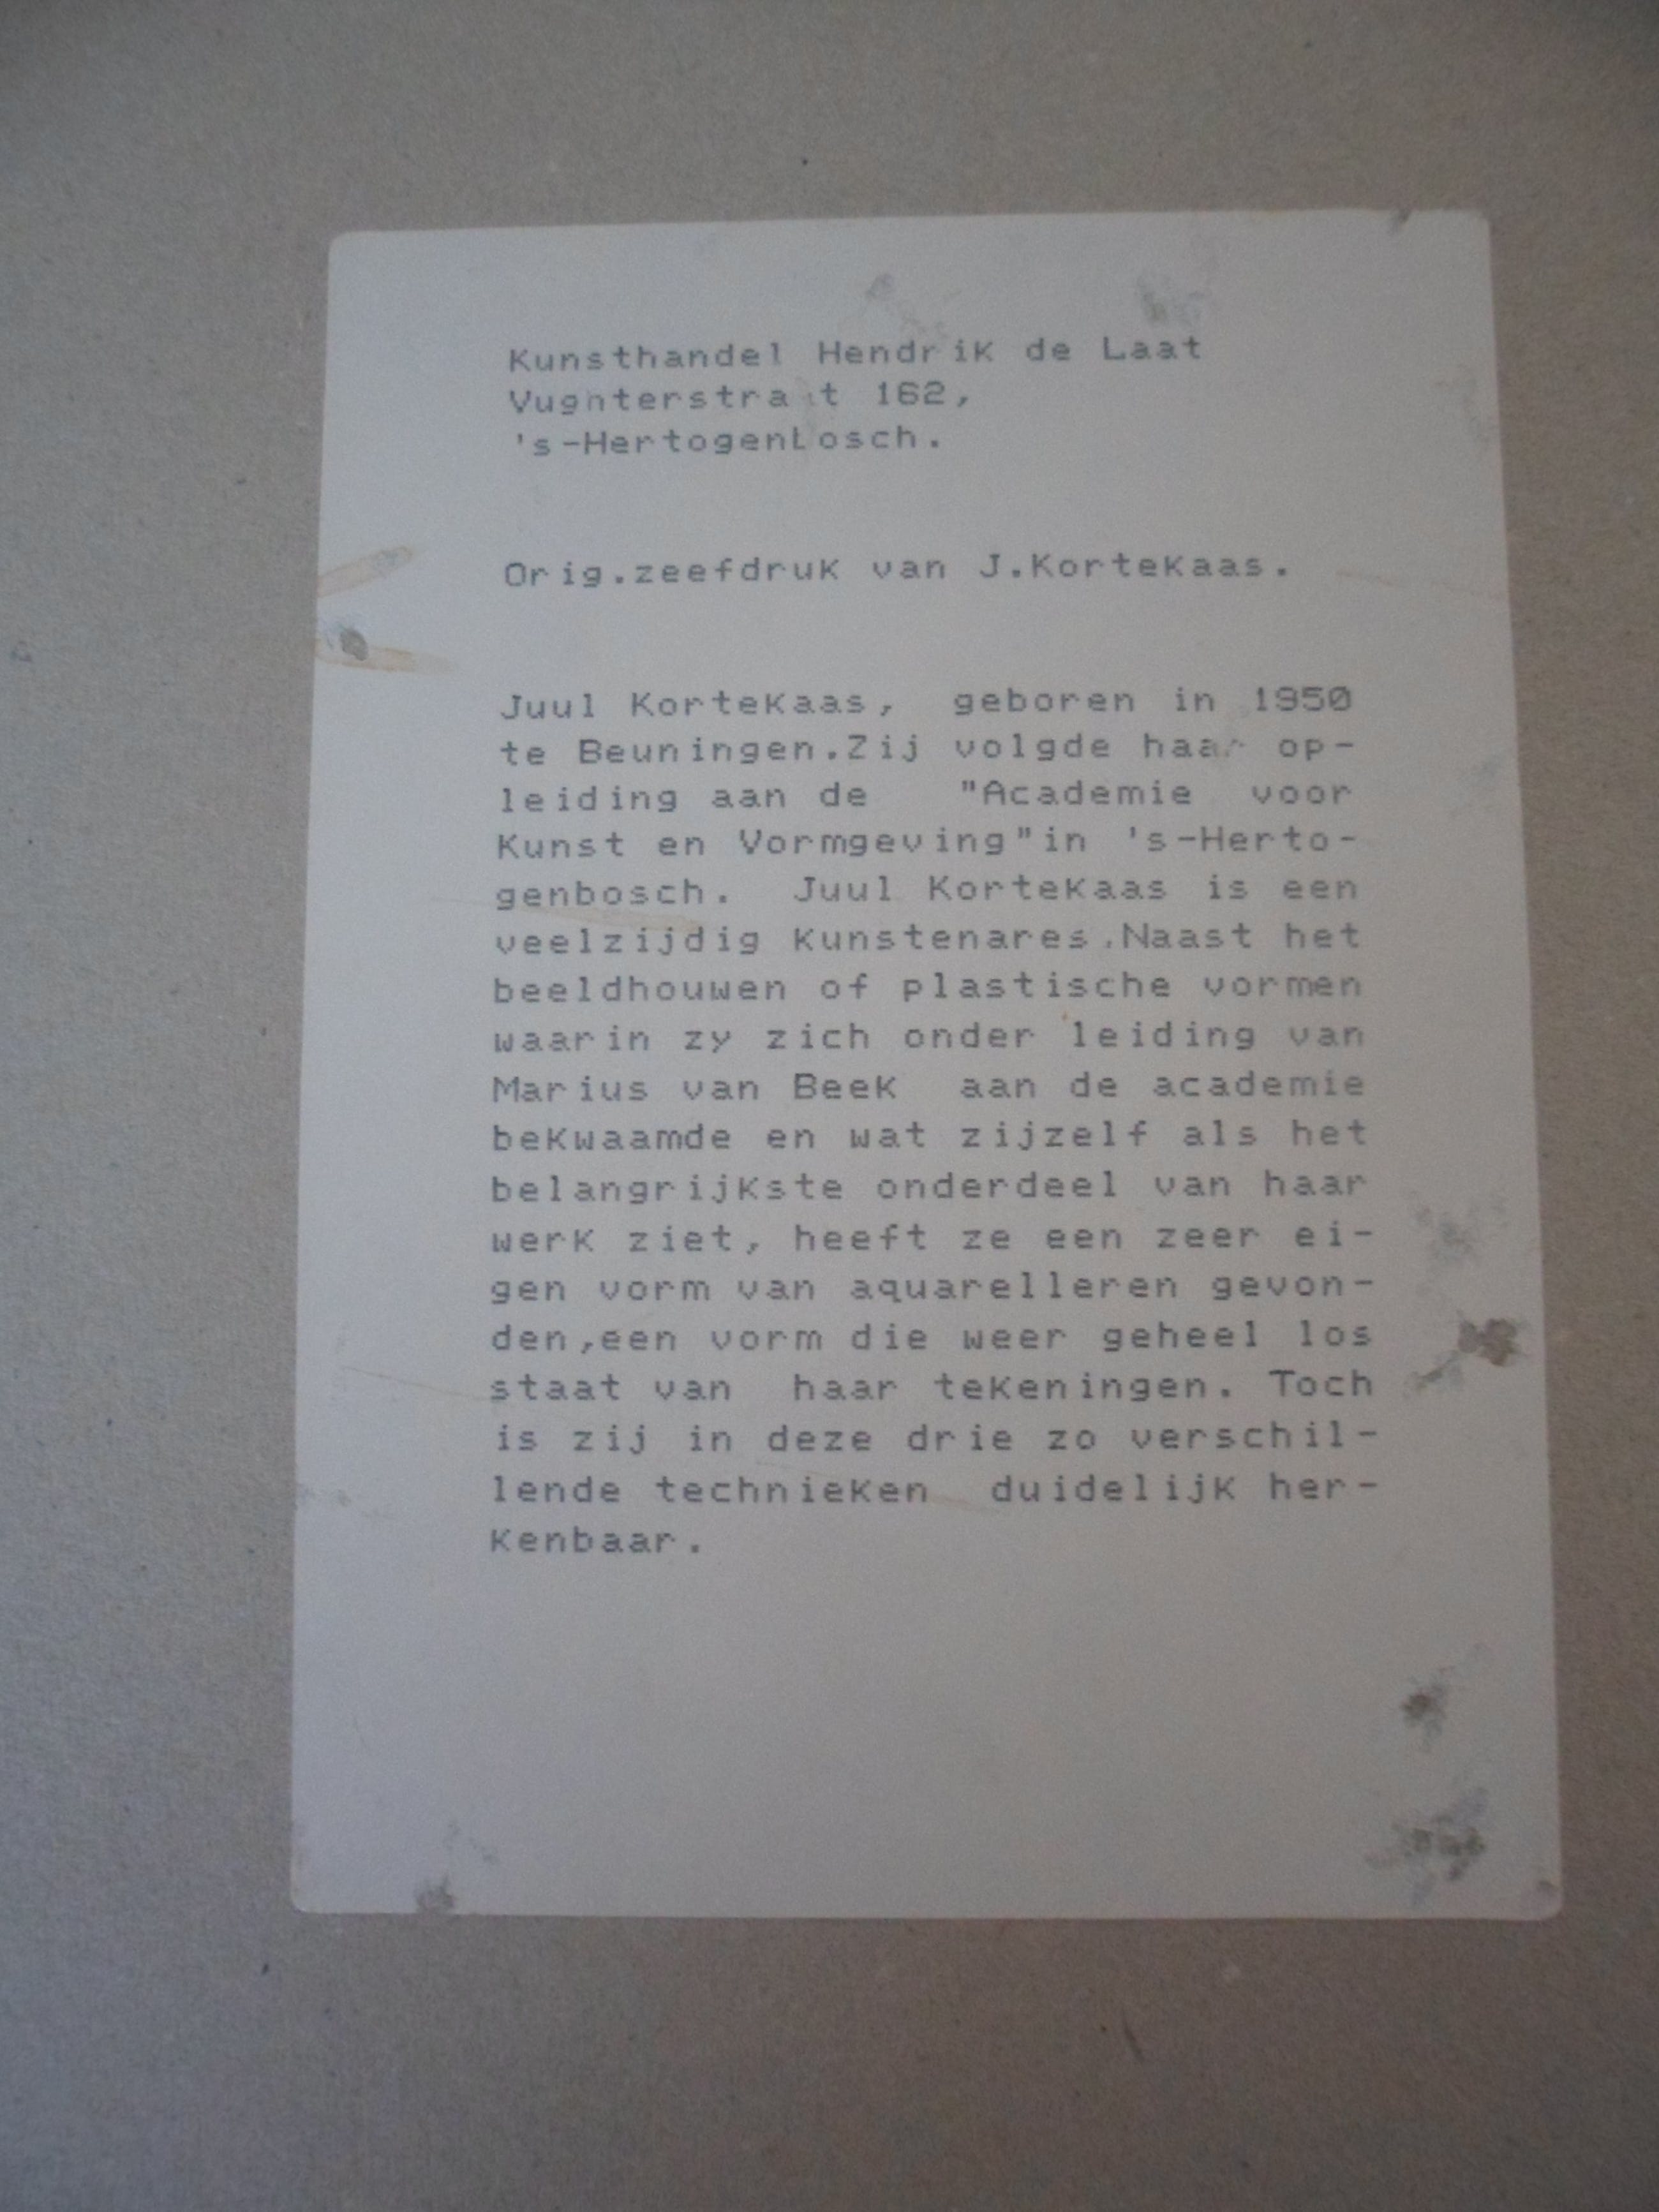 Kunsthandel Hendrik de Laat
Vughterstraat 162,
's-Hertogenbosch.
Orig.zeefdruk van J.Kortekaas.
Juul Kortekaas, geboren in 1950
te Beuningen.Zij volgde haar op-
leiding aan de "Academie voor
Kunst en Vormgeving"in 's-Herto-
genbosch. Juul Kortekaas is een
veelzijdig kunstenares.Naast het
beeldhouwen of plastische vormen
waarin zy zich onder leiding van
Marius van Beek aan de academie
bekwaamde en wat zijzelf als het
belangrijkste onderdeel van haar
werk ziet, heeft ze een zeer ei-
gen vorm van aquarelleren gevon-
den,een vorm die weer geheel los
staat van haar tekeningen. Toch
is zij in deze drie zo verschil-
lende technieken duidelijk her-
kenbaar.